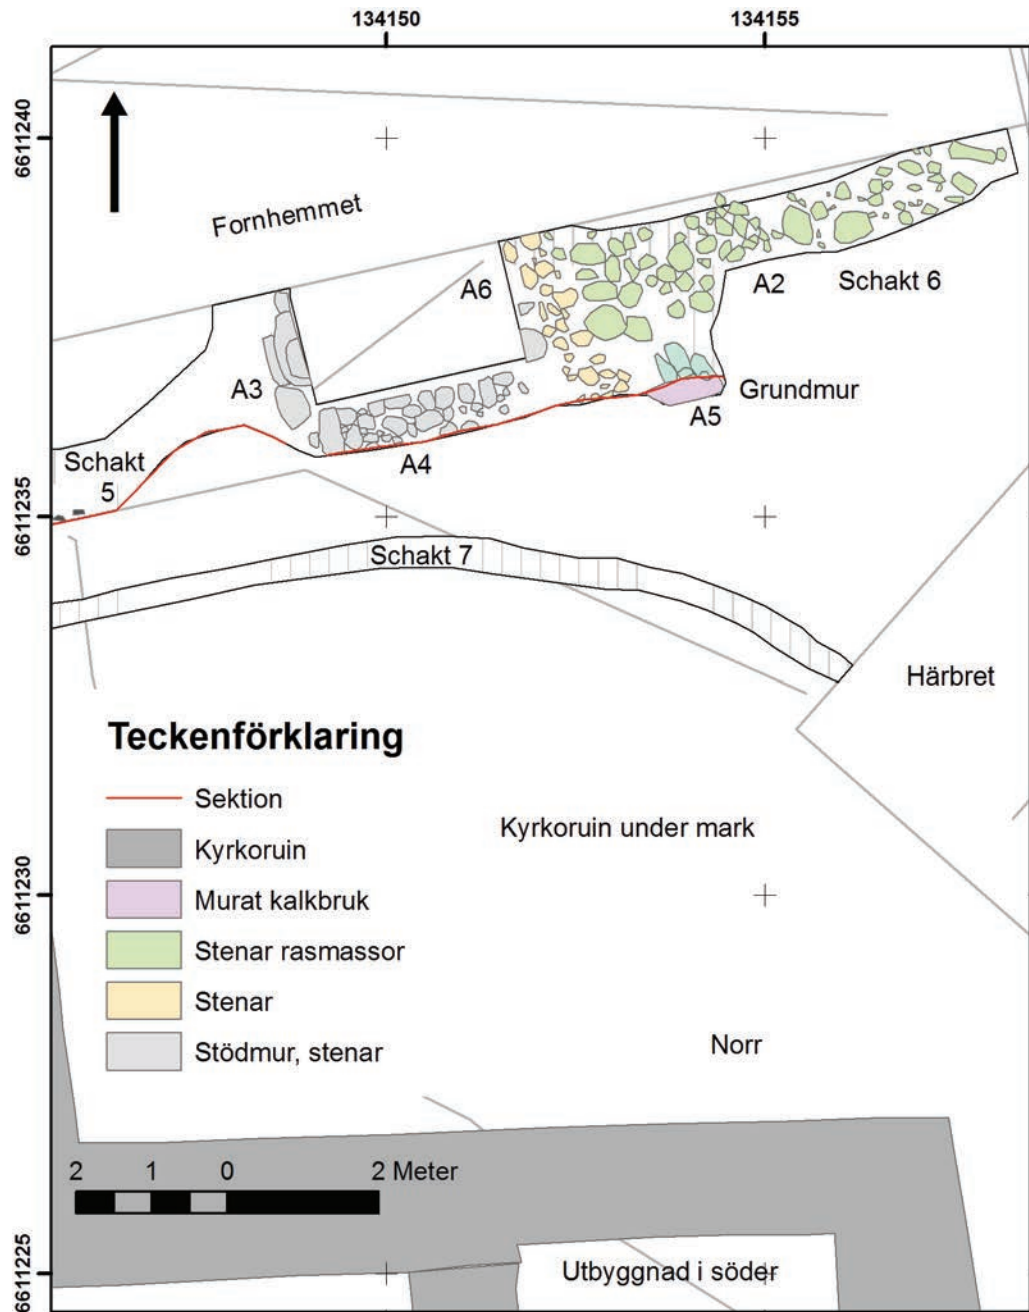 134150
134155
6611240
Fornhemmet
A6
A2
Schakt 6
A3
Grundmur
A5
A4
Schakt
5
6611235
Schakt 7
Härbret
Teckenförklaring
Sektion
Kyrkoruin under mark
Kyrkoruin
6611230
Murat kalkbruk
Stenar rasmassor
Stenar
Stödmur, stenar
Norr
2 1 0 2 Meter
6611225
Utbyggnad i söder